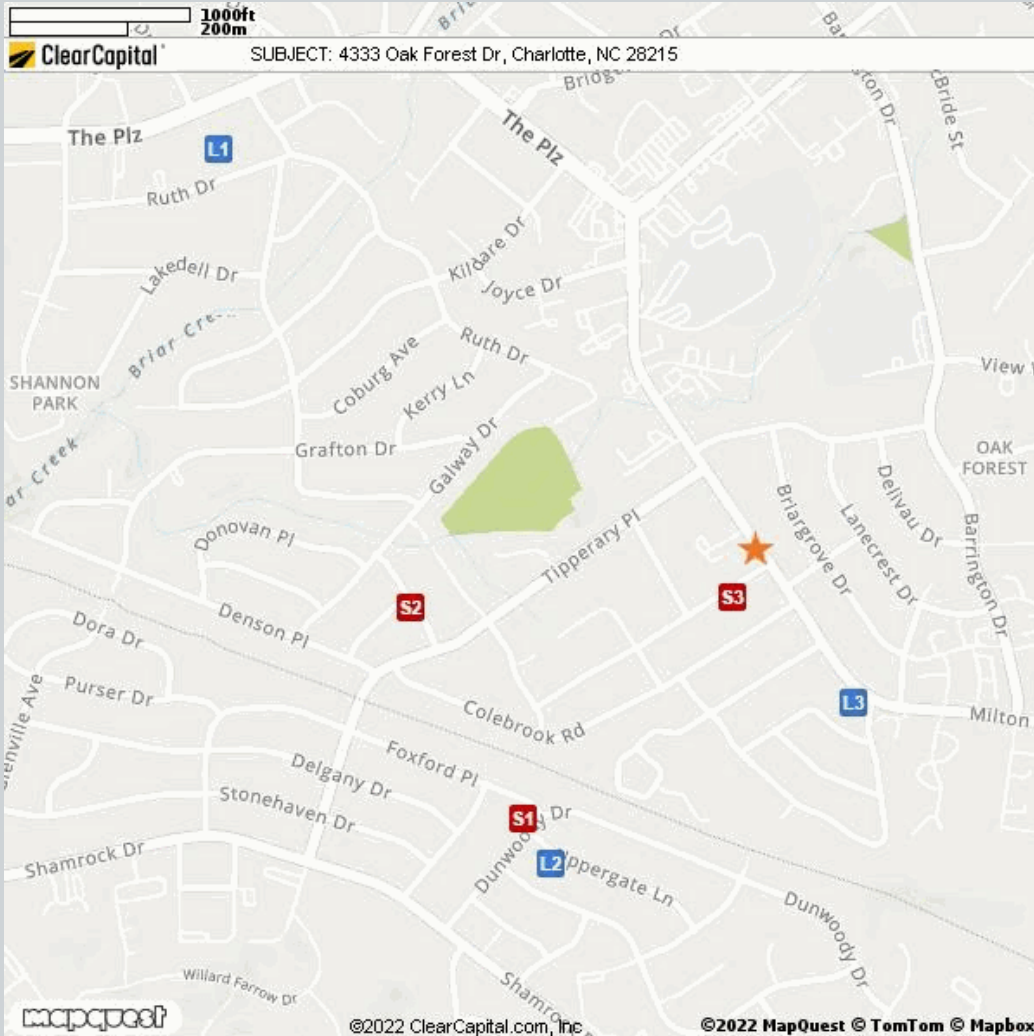 1000ft
200m
ClearCapital
SUBJECT: 4333 Oak Forest Dr, Charlotte, NC 28215
The Plz
The Plz
L1
Ruth Dr
Kildare Dr
Joyce Dr
Lakedell Dr
Briar Creek
Ruth Dr
SHANNON
PARK
Coburg Ave
Kerry Ln
View
Grafton Dr
Galway Dr
OAK
FOREST
Creek
Delivau Dr
Briargrove Dr
Lanecrest Dr
Barrington Dr
Donovan Pl
Tipperary Pl
S2
S3
Denson Pl
Dora Dr
Purser Dr
L3
Milton
Colebrook Rd
Foxford Pl
Delgany Dr
Stonehaven Dr
S1
Dunwoody Dr
Shamrock Dr
L2
Dunwoody Dr
Willard Farrow Dr
mapquest
©2022 ClearCapital.com, Inc
©2022 MapQuest © TomTom © Mapbox